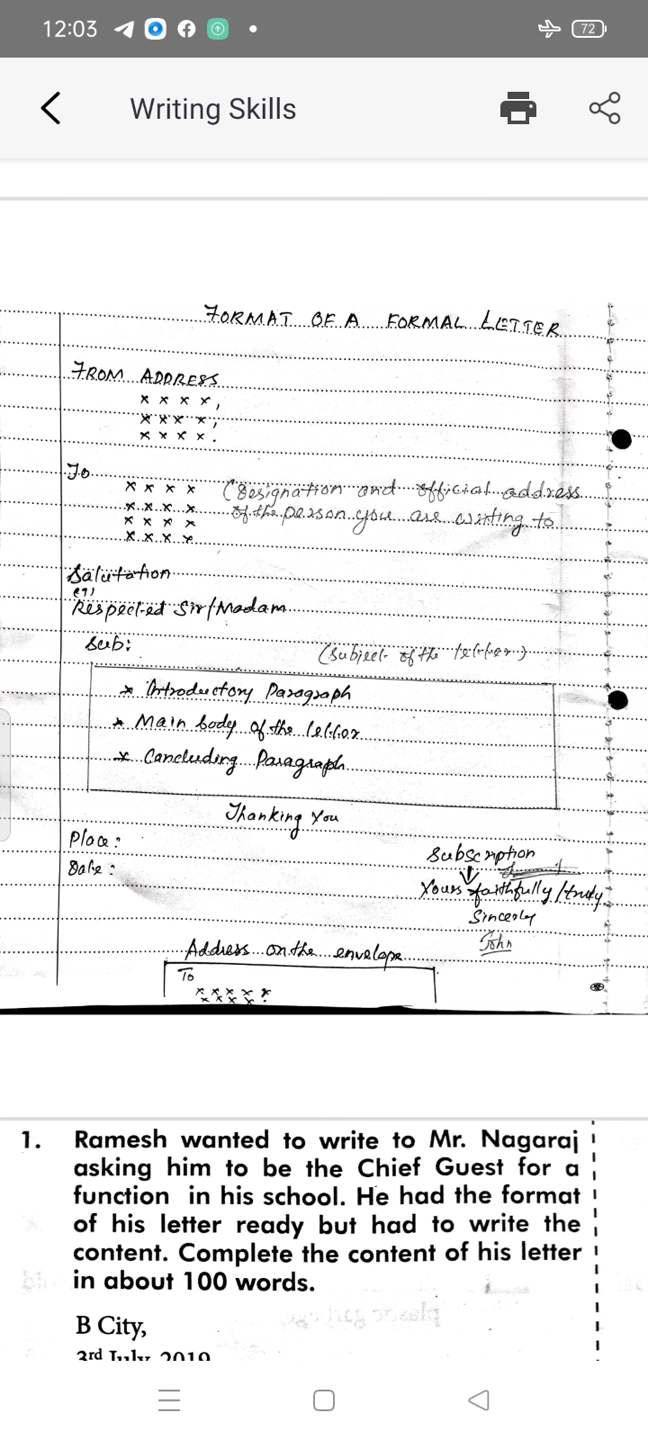 12:03
72
Writing Skills
FORMAT OF A FORMAL LETTER
FROM ADDRESS
x x x x,
x x x x,
x x x x.
To
x x x x (Designation and official address
x x x x of the person you are writing to
x x x x
x x x x
Salutation
Respected Sir/Madam
Sub: (Subject of the letter)
* Introductory Paragraph
* Main body of the letter
* Concluding Paragraph
Thanking You
Place:
Date:
Subscription
Yours faithfully/truly
Sincerly
John
Address on the envelope
To
x x x x x
x x x x :
1. Ramesh wanted to write to Mr. Nagaraj
asking him to be the Chief Guest for a
function in his school. He had the format
of his letter ready but had to write the
content. Complete the content of his letter
in about 100 words.
B City,
3rd July, 2019